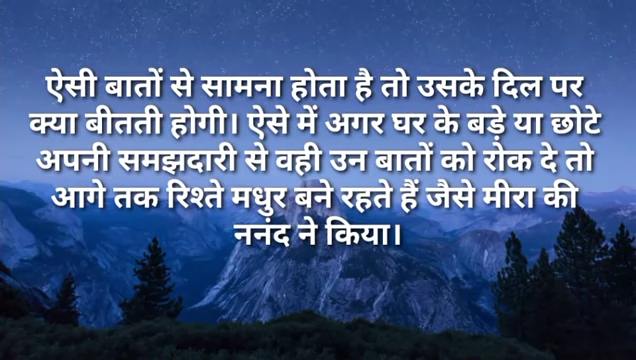 ऐसी बातों से सामना होता है तो उसके दिल पर
क्या बीतती होगी। ऐसे में अगर घर के बड़े या छोटे
अपनी समझदारी से वही उन बातों को रोक दे तो
आगे तक रिश्ते मधुर बने रहते हैं जैसे मीरा की
ननंद ने किया।